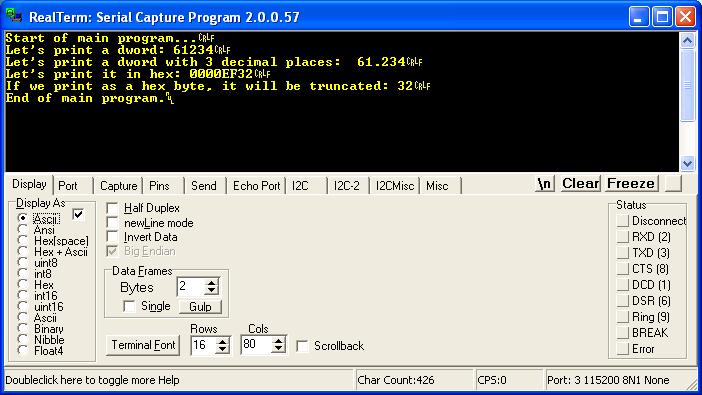 RealTerm: Serial Capture Program 2.0.0.57
Start of main program...CRLF
Let's print a dword: 61234CRLF
Let's print a dword with 3 decimal places:  61.234CRLF
Let's print it in hex: 0000EF32CRLF
If we print as a hex byte, it will be truncated: 32CRLF
End of main program.
Display Port Capture Pins Send Echo Port I2C I2C-2 I2CMisc Misc \n Clear Freeze
Display As
Ascii
Ansi
Hex[space]
Hex + Ascii
uint8
int8
Hex
int16
uint16
Ascii
Binary
Nibble
Float4
Half Duplex
newLine mode
Invert Data
Big Endian
Data Frames
Bytes 2
Single Gulp
Terminal Font
Rows Cols
16 80 Scrollback
Status
Disconnect
RXD (2)
TXD (3)
CTS (8)
DCD (1)
DSR (6)
Ring (9)
BREAK
Error
Doubleclick here to toggle more Help Char Count:426 CPS:0 Port: 3 115200 8N1 None